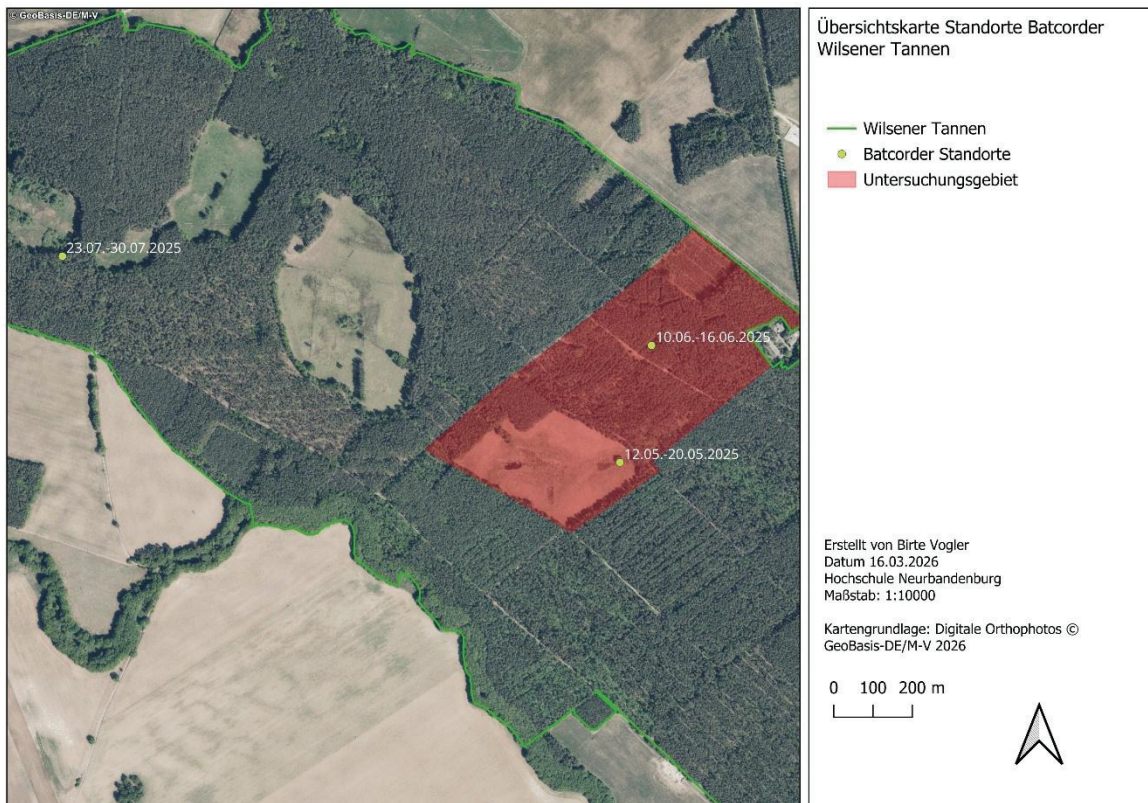 © GeoBasis-DE/M-V
Übersichtskarte Standorte Batcorder
Wilsener Tannen
Wilsener Tannen
Batcorder Standorte
Untersuchungsgebiet
23.07.-30.07.2025
10.06.-16.06.2025
12.05.-20.05.2025
Erstellt von Birte Vogler
Datum 16.03.2026
Hochschule Neurbandenburg
Maßstab: 1:10000
Kartengrundlage: Digitale Orthophotos ©
GeoBasis-DE/M-V 2026
0 100 200 m